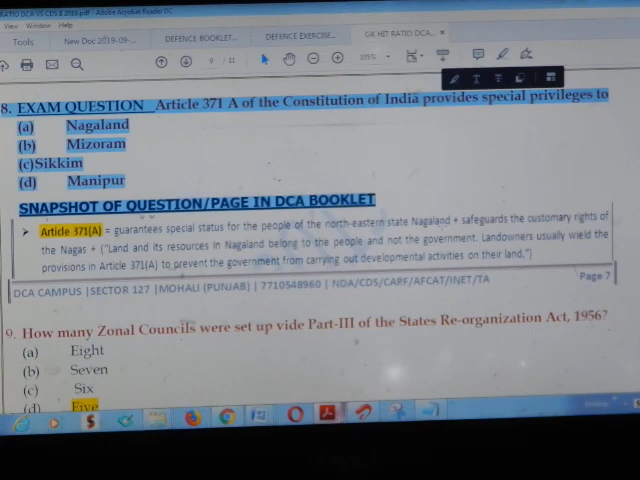 RATIO DCA VS CDS II 2019.pdf - Adobe Acrobat Reader DC
View Window Help
Tools New Doc 2019-09-... DEFENCE BOOKLET... DEFENCE EXERCISE... GK HIT RATIO DCA... ×
9 / 11 105%
8. EXAM QUESTION Article 371 A of the Constitution of India provides special privileges to
(a) Nagaland
(b) Mizoram
(c)Sikkim
(d) Manipur
SNAPSHOT OF QUESTION/PAGE IN DCA BOOKLET
➤ Article 371(A) = guarantees special status for the people of the north-eastern state Nagaland + safeguards the customary rights of
the Nagas + ("Land and its resources in Nagaland belong to the people and not the government. Landowners usually wield the
provisions in Article 371(A) to prevent the government from carrying out developmental activities on their land,")
DCA CAMPUS |SECTOR 127 |MOHALI (PUNJAB) | 7710548960 | NDA/CDS/CAPF/AFCAT/INET/TA Page 7
9. How many Zonal Councils were set up vide Part-III of the States Re-organization Act, 1956?
(a) Eight
(b) Seven
(c) Six
(d) Five